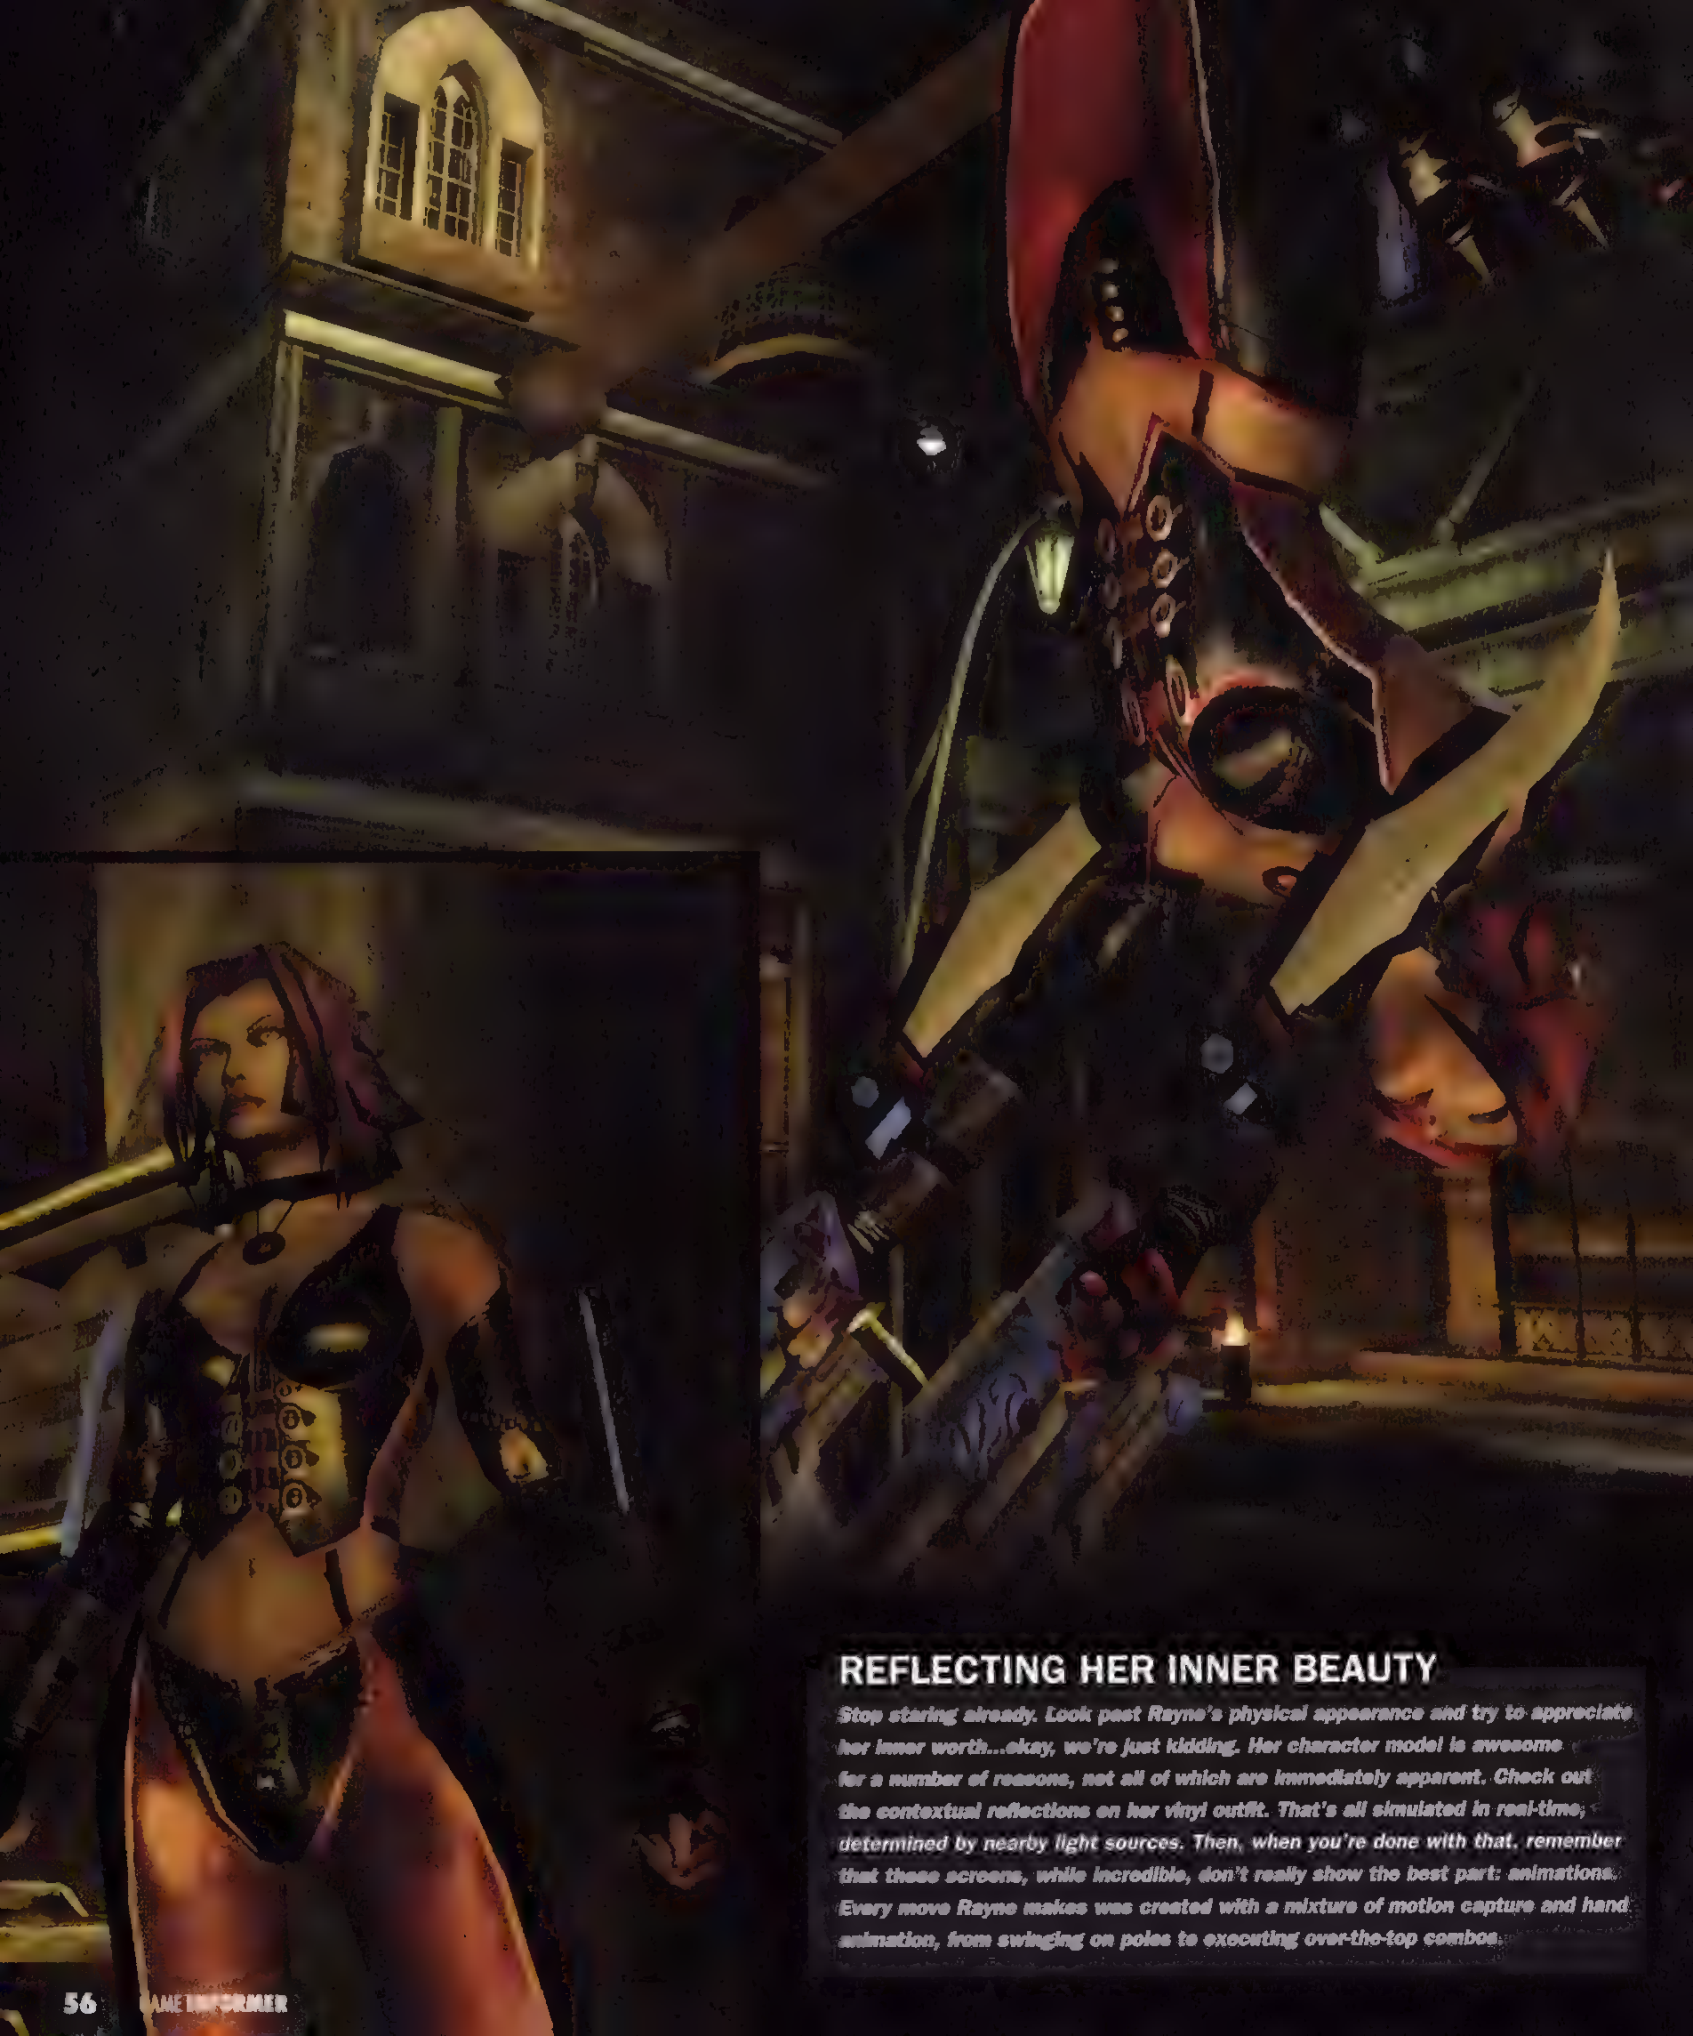 REFLECTING HER INNER BEAUTY
Stop staring already. Look past Rayne's physical appearance and try to appreciate
her inner worth...okay, we're just kidding. Her character model is awesome
for a number of reasons, not all of which are immediately apparent. Check out
the contextual reflections on her vinyl outfit. That's all simulated in real-time,
determined by nearby light sources. Then, when you're done with that, remember
that these screens, while incredible, don't really show the best part: animations.
Every move Rayne makes was created with a mixture of motion capture and hand
animation, from swinging on poles to executing over-the-top combos.
56 GAME INFORMER